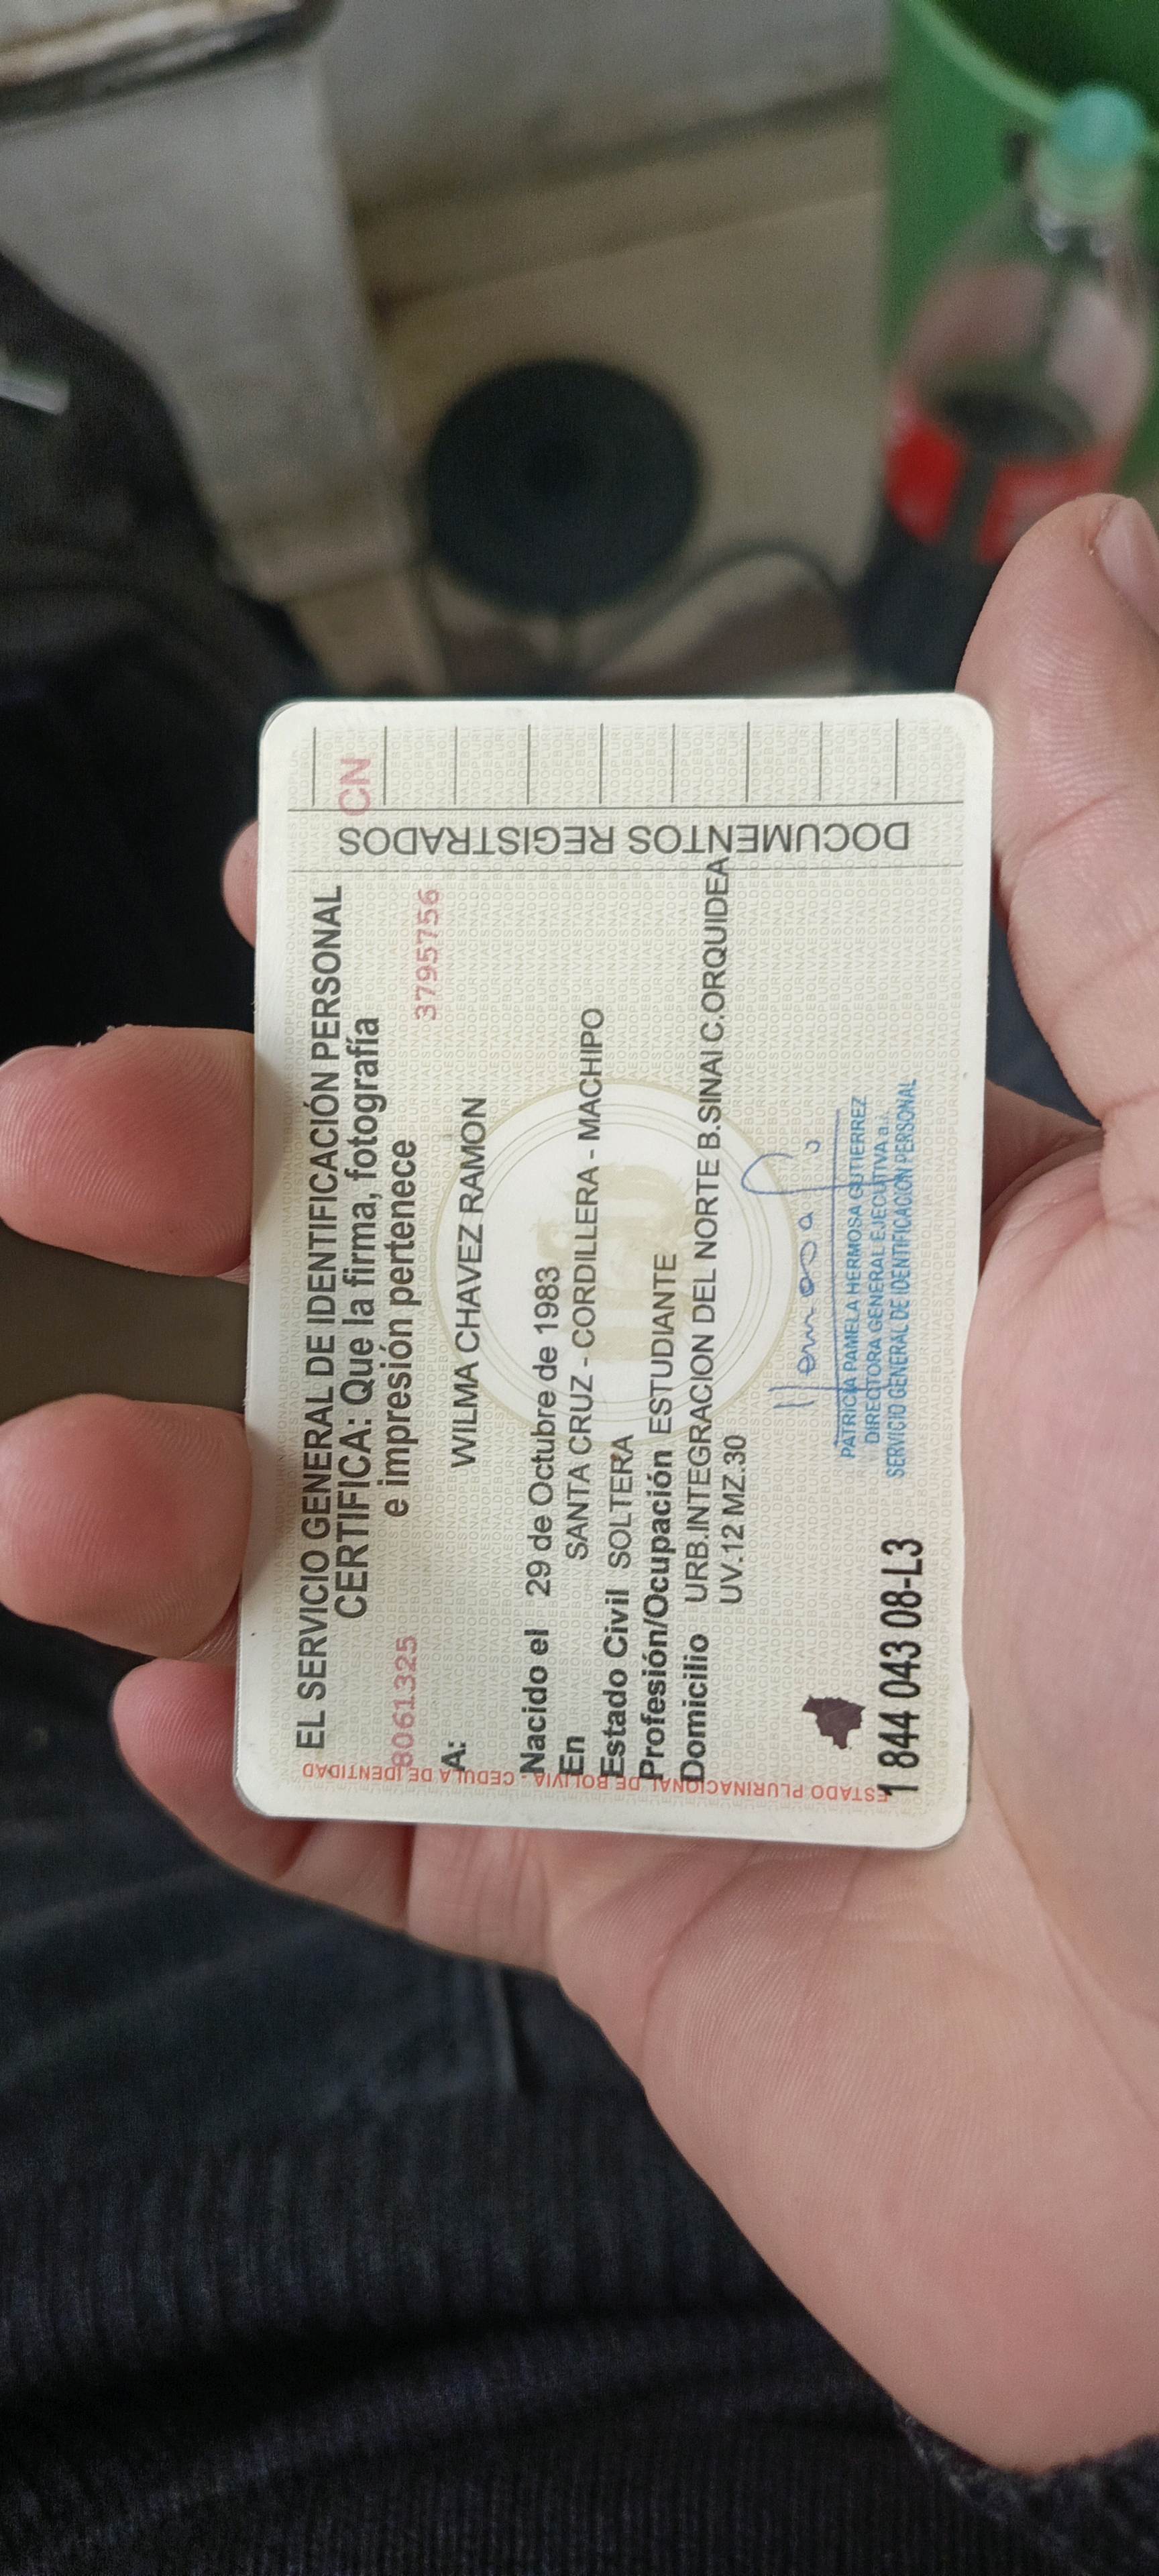 EL SERVICIO GENERAL DE IDENTIFICACIÓN PERSONAL
CERTIFICA: Que la firma, fotografía
e impresión pertenece
8061325
3795756
A: WILMA CHAVEZ RAMON
Nacido el 29 de Octubre de 1983
En SANTA CRUZ - CORDILLERA - MACHIPO
Estado Civil SOLTERA
Profesión/Ocupación ESTUDIANTE
Domicilio URB.INTEGRACION DEL NORTE B.SINAI C.ORQUIDEA
UV.12 MZ.30
PATRICIA PAMELA HERMOSA GUTIERREZ
DIRECTORA GENERAL EJECUTIVA a.i.
SERVICIO GENERAL DE IDENTIFICACIÓN PERSONAL
1 844 043 08-L3
ESTADO PLURINACIONAL DE BOLIVIA - CEDULA DE IDENTIDAD
DOCUMENTOS REGISTRADOS
CN